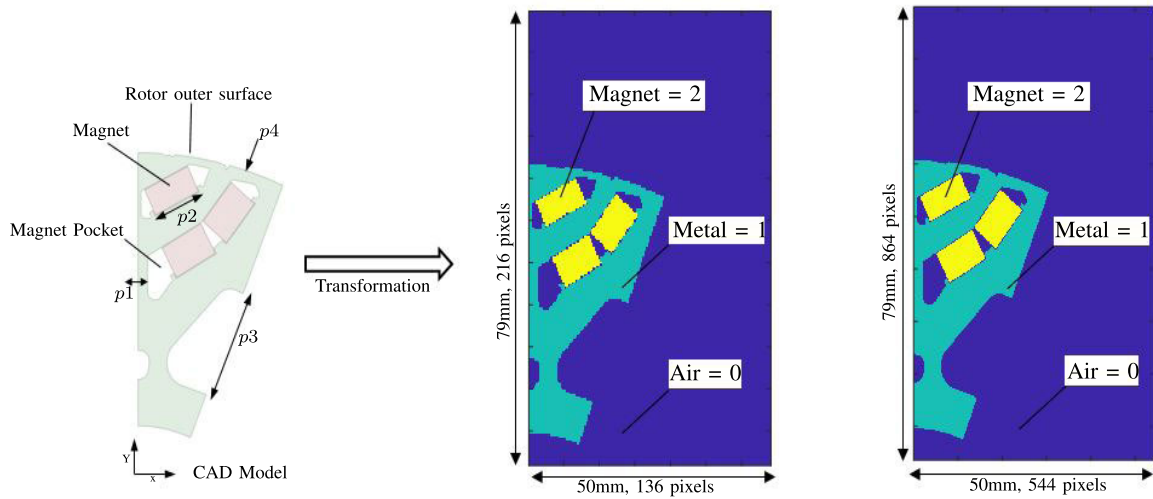 Rotor outer surface
Magnet
p4
p2
Magnet Pocket
p1
p3
Y
x
CAD Model
Transformation
79mm, 216 pixels
Magnet = 2
Metal = 1
Air = 0
50mm, 136 pixels
79mm, 864 pixels
Magnet = 2
Metal = 1
Air = 0
50mm, 544 pixels